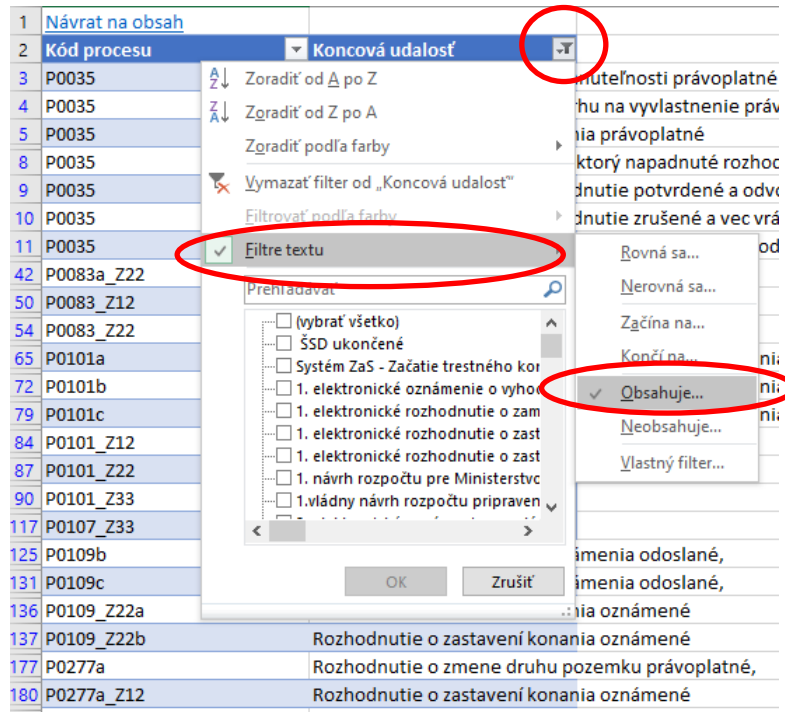 1 Návrat na obsah
2 Kód procesu Koncová udalosť
3 P0035 nuteľnosti právoplatné
4 P0035 rhu na vyvlastnenie práv
5 P0035 nia právoplatné
8 P0035 ktorý napadnuté rozhod
9 P0035 dnutie potvrdené a odvo
10 P0035 dnutie zrušené a vec vrá
11 P0035 od
42 P0083a_Z22
50 P0083_Z12
54 P0083_Z22
65 P0101a nia
72 P0101b nia
79 P0101c nia
84 P0101_Z12
87 P0101_Z22
90 P0101_Z33
117 P0107_Z33
125 P0109b ámenia odoslané,
131 P0109c ámenia odoslané,
136 P0109_Z22a nia oznámené
137 P0109_Z22b Rozhodnutie o zastavení konania oznámené
177 P0277a Rozhodnutie o zmene druhu pozemku právoplatné,
180 P0277a_Z12 Rozhodnutie o zastavení konania oznámené
Zoradiť od A po Z
Zoradiť od Z po A
Zoradiť podľa farby
Vymazať filter od „Koncová udalosť“
Filtrovať podľa farby
Filtre textu
Prehľadávať
(vybrať všetko)
ŠSD ukončené
Systém ZaS - Začatie trestného kon
1. elektronické oznámenie o vyhod
1. elektronické rozhodnutie o zam
1. elektronické rozhodnutie o zast
1. elektronické rozhodnutie o zast
1. návrh rozpočtu pre Ministerstvo
1.vládny návrh rozpočtu pripraven
OK Zrušiť
Rovná sa...
Nerovná sa...
Začína na...
Končí na...
Obsahuje...
Neobsahuje...
Vlastný filter...